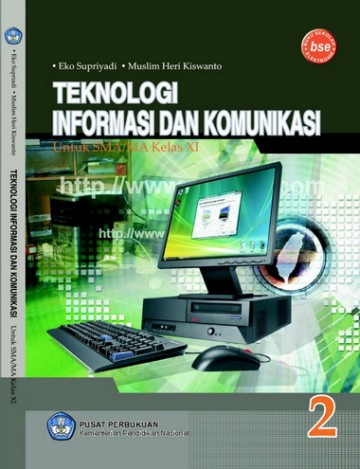 • Eko Supriyadi • Muslim Heri Kiswanto
TEKNOLOGI INFORMASI DAN KOMUNIKASI
Untuk SMA/MA Kelas XI
bse
• Eko Supriyadi • Muslim Heri Kiswanto
TEKNOLOGI
INFORMASI DAN KOMUNIKASI
Untuk SMA/MA Kelas XI
http://www.
http://www.
2
PUSAT PERBUKUAN
Kementerian Pendidikan Nasional